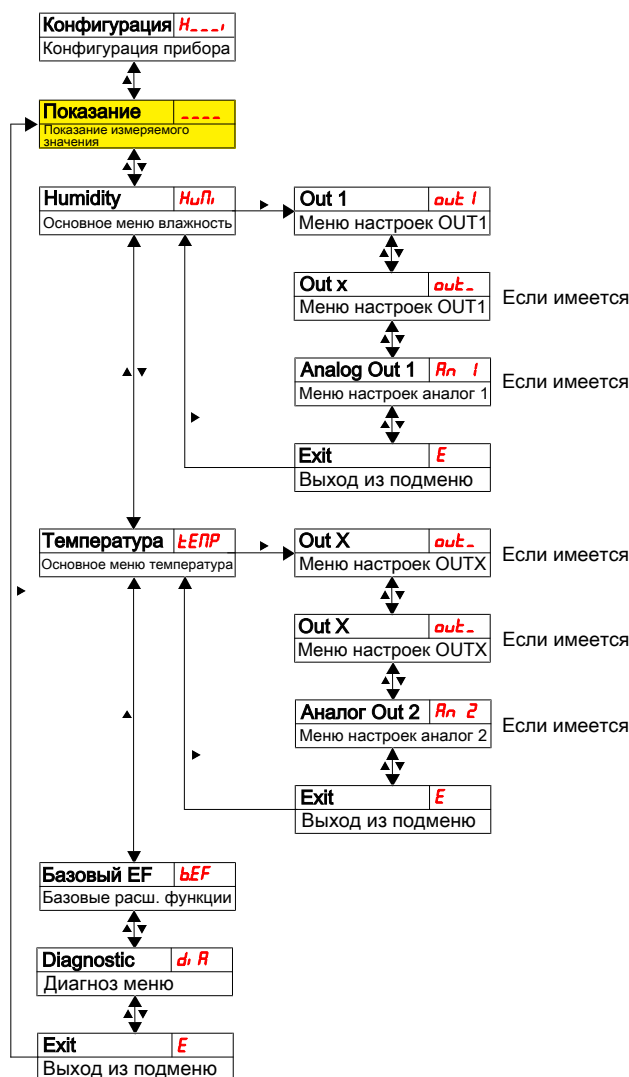 Конфигурация H___i
Конфигурация прибора
Показание ____
Показание измеряемого
значения
Humidity HuMi
Основное меню влажность
Out 1 out 1
Меню настроек OUT1
Out x out_
Меню настроек OUT1
Если имеется
Analog Out 1 An 1
Меню настроек аналог 1
Если имеется
Exit E
Выход из подменю
Температура tEMP
Основное меню температура
Out X out_
Меню настроек OUTX
Если имеется
Out X out_
Меню настроек OUTX
Если имеется
Аналог Out 2 An 2
Меню настроек аналог 2
Если имеется
Exit E
Выход из подменю
Базовый EF bEF
Базовые расш. функции
Diagnostic di A
Диагноз меню
Exit E
Выход из подменю